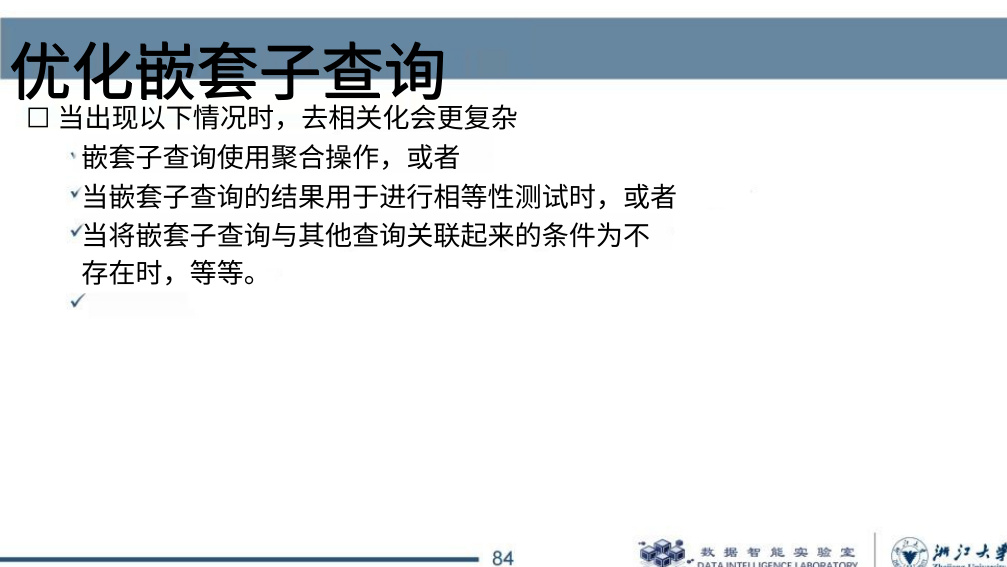 优化嵌套子查询
□ 当出现以下情况时，去相关化会更复杂
嵌套子查询使用聚合操作，或者
✓当嵌套子查询的结果用于进行相等性测试时，或者
✓当将嵌套子查询与其他查询关联起来的条件为不
存在时，等等。
✓
84
数据智能实验室
DATA INTELLIGENCE LABORATORY
浙江大学
Zhejiang University